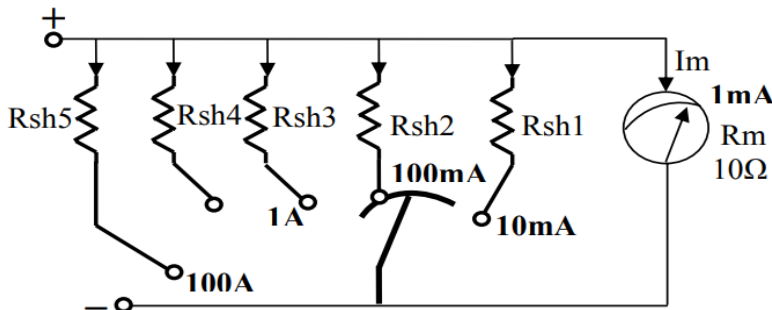 +
Im
1mA
Rsh5
Rsh4
Rsh3
Rsh2
Rsh1
Rm
10Ω
100mA
1A
10mA
100A
−